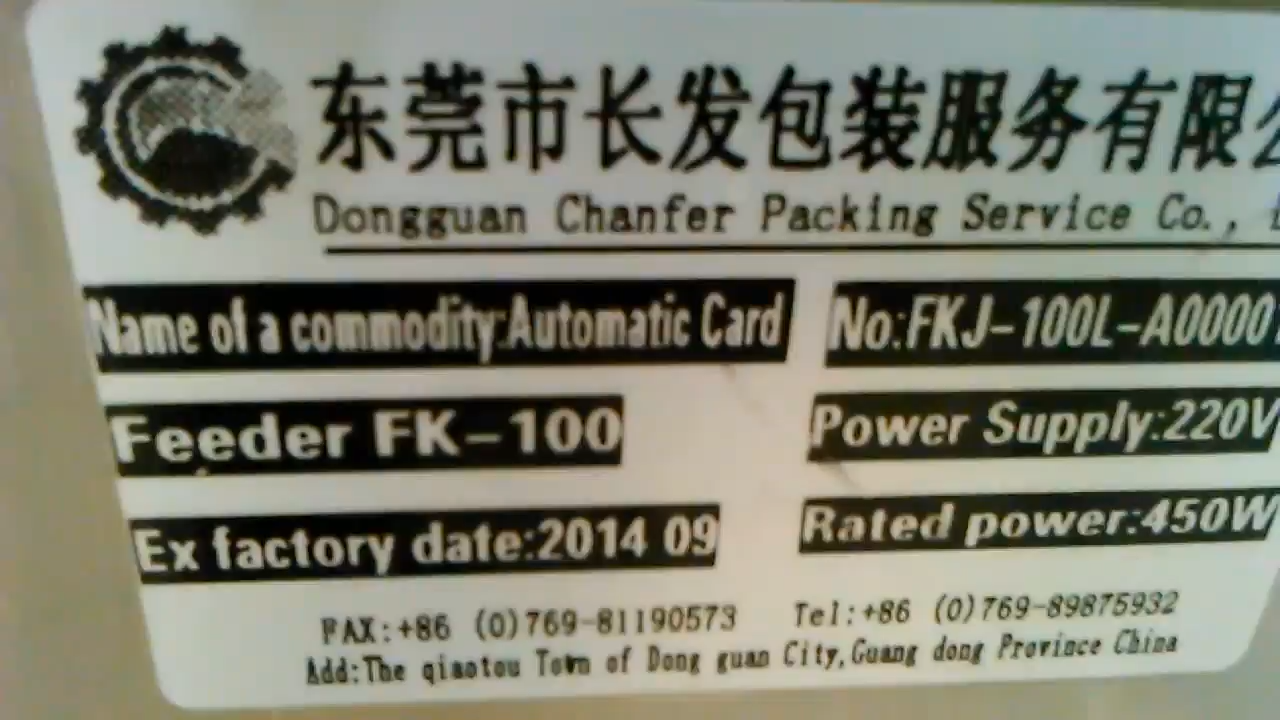 东莞市长发包装服务有限
Dongguan Chanfer Packing Service Co.,
Name of a commodity:Automatic Card
No:FKJ-100L-A0000
Feeder FK-100
Power Supply:220V
Ex factory date:2014 09
Rated power:450W
FAX:+86 (0)769-81190573 Tel:+86 (0)769-89875932
Add:The qiaotou Town of Dong guan City,Guang dong Province China